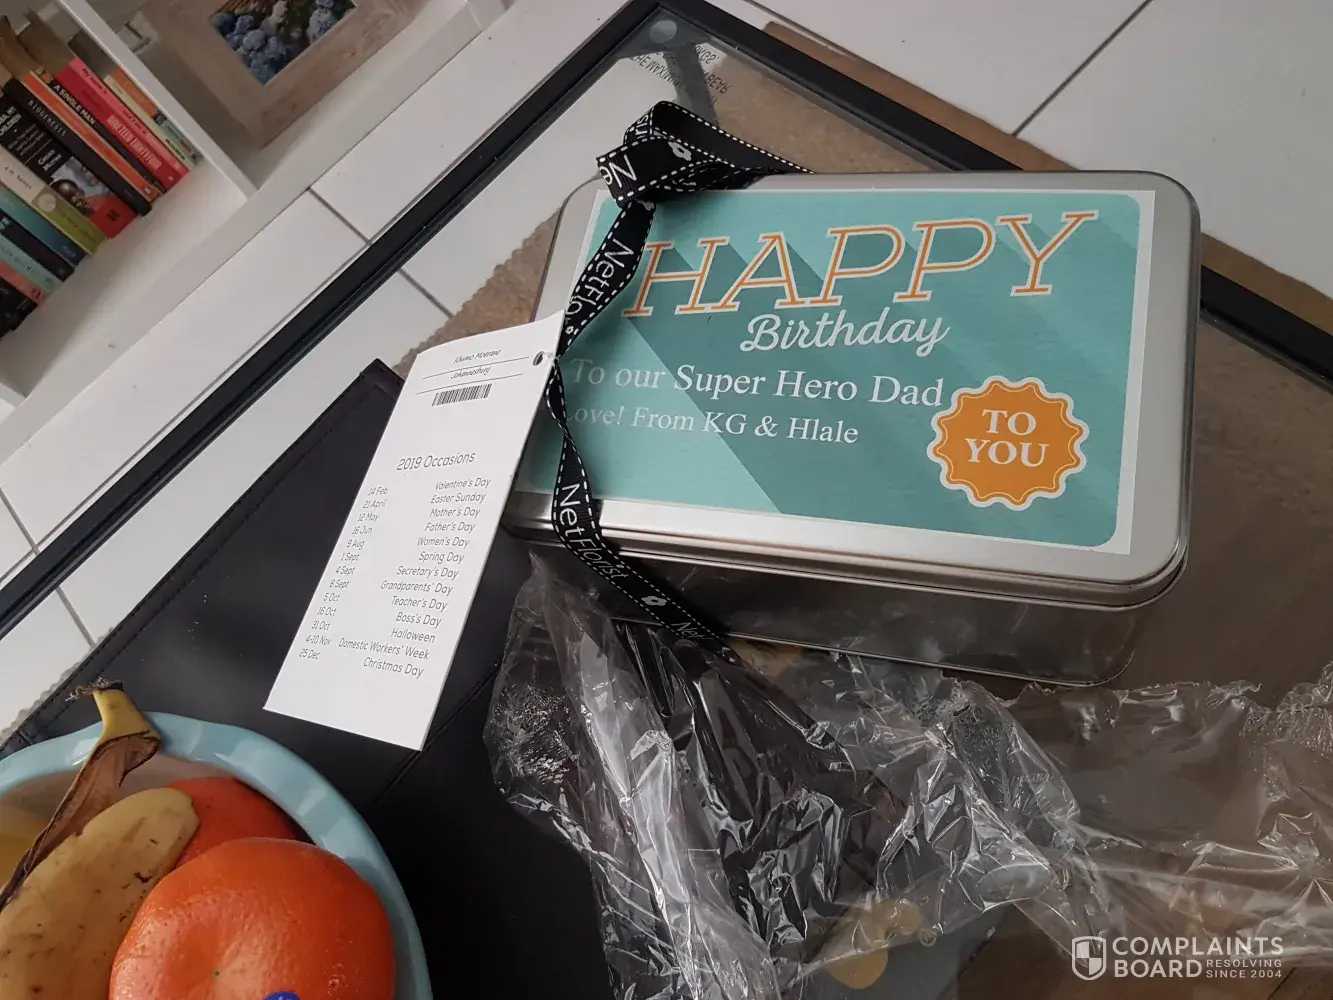 HAPPY
Birthday
To our Super Hero Dad
Love! From KG & Hlale
TO
YOU
NetFlo
NetFlorist
Net
Johannesburg
2019 Occasions
14 Feb Valentine's Day
21 April Easter Sunday
12 May Mother's Day
16 Jun Father's Day
9 Aug Women's Day
1 Sept Spring Day
4 Sept Secretary's Day
8 Sept Grandparents' Day
5 Oct Teacher's Day
16 Oct Boss's Day
31 Oct Halloween
4-10 Nov Domestic Workers' Week
25 Dec Christmas Day
A SINGLE MAN
COMPLAINTS
BOARD RESOLVING
SINCE 2004